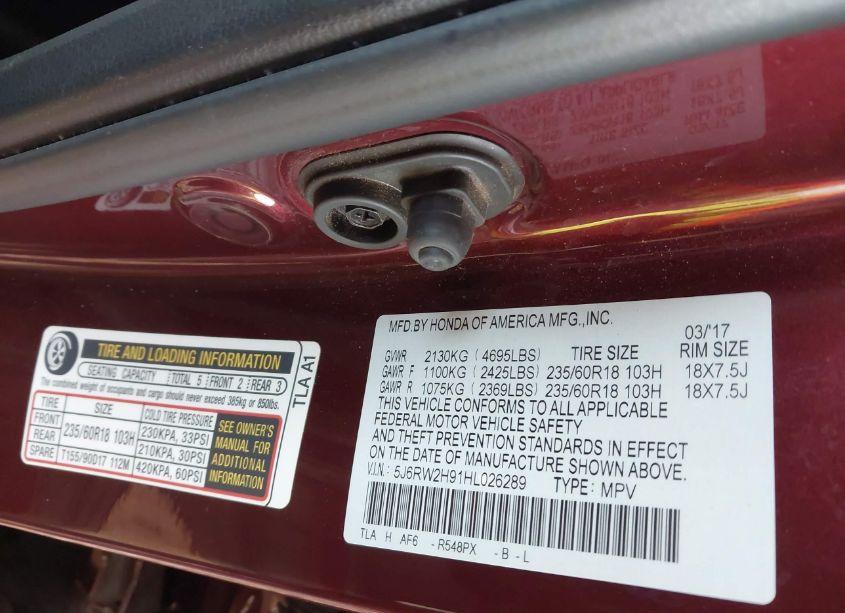 TIRE AND LOADING INFORMATION
SEATING CAPACITY TOTAL 5 FRONT 2 REAR 3
The combined weight of occupants and cargo should never exceed 385kg or 850lbs.
TIRE SIZE COLD TIRE PRESSURE
FRONT 235/60R18 103H 230KPA, 33PSI
REAR 210KPA, 30PSI
SPARE T155/90D17 112M 420KPA, 60PSI
SEE OWNER'S
MANUAL FOR
ADDITIONAL
INFORMATION
TLA A1
MFD.BY HONDA OF AMERICA MFG.,INC. 03/'17
GVWR 2130KG (4695LBS) TIRE SIZE RIM SIZE
GAWR F 1100KG (2425LBS) 235/60R18 103H 18X7.5J
GAWR R 1075KG (2369LBS) 235/60R18 103H 18X7.5J
THIS VEHICLE CONFORMS TO ALL APPLICABLE
FEDERAL MOTOR VEHICLE SAFETY
AND THEFT PREVENTION STANDARDS IN EFFECT
ON THE DATE OF MANUFACTURE SHOWN ABOVE.
V.I.N.: 5J6RW2H91HL026289 TYPE: MPV
TLA H AF6 - R548PX - B - L